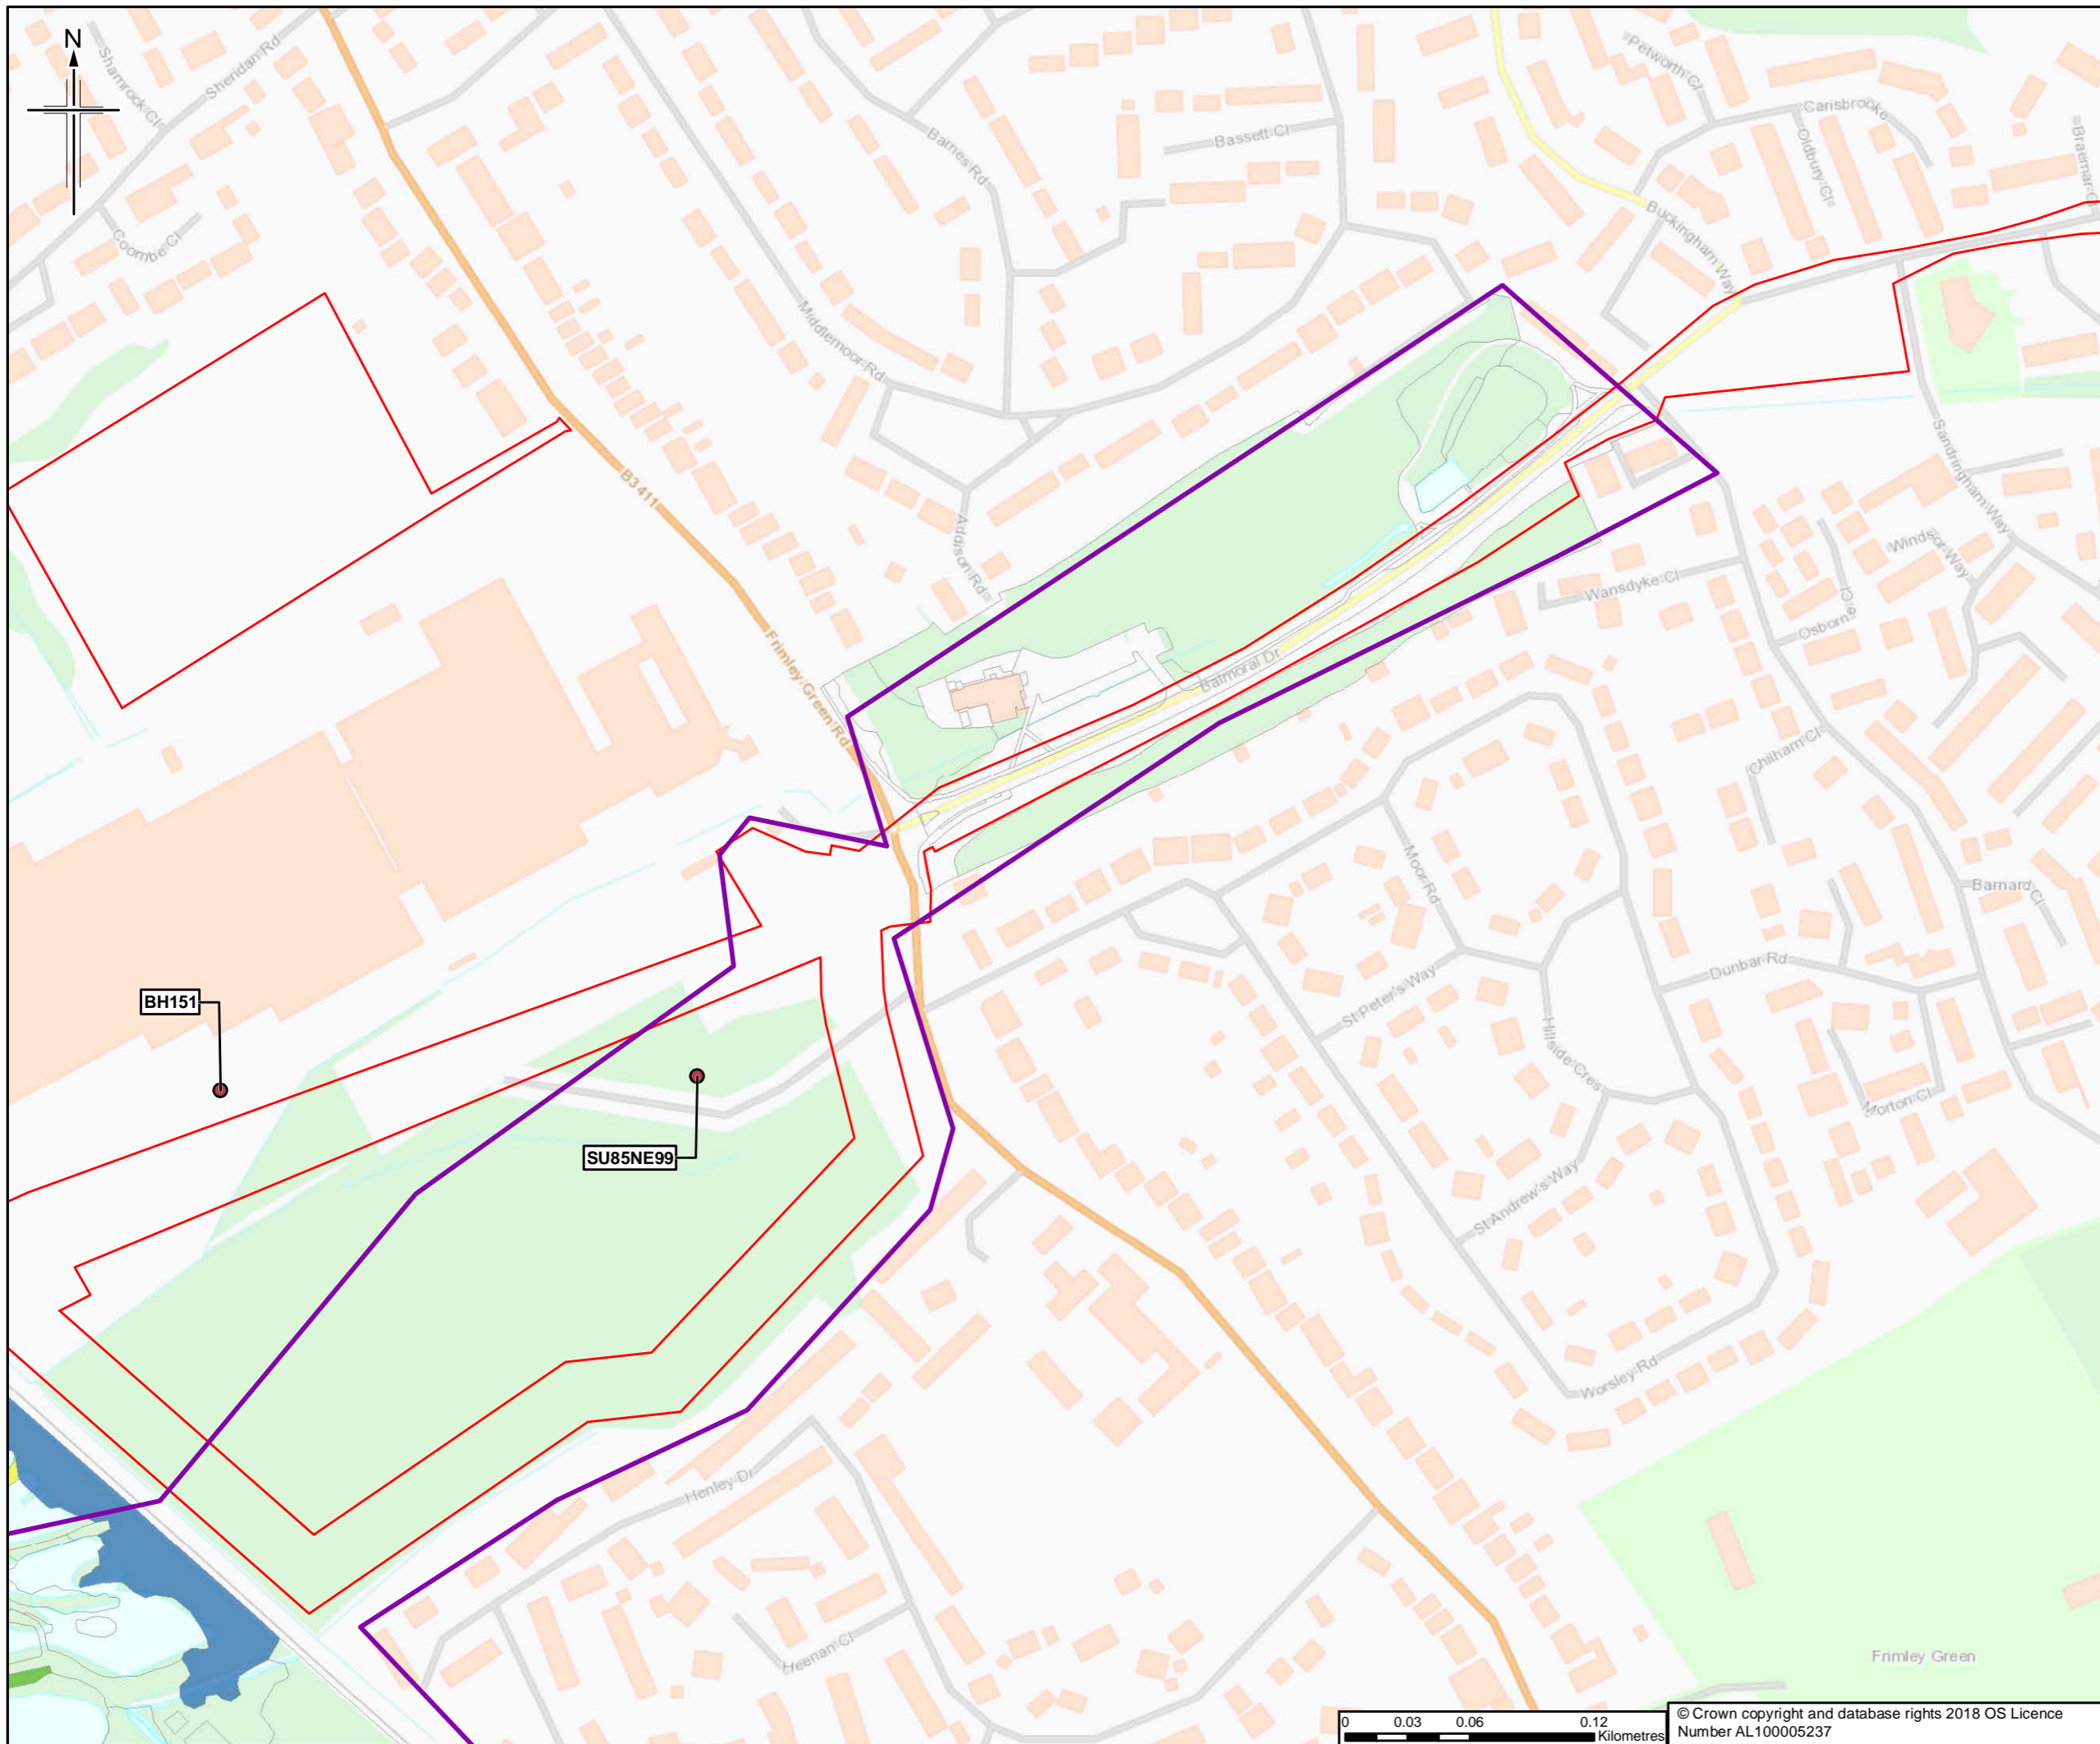 N
Shamrock Cl
Sheridan Rd
Coombe Cl
Barnes Rd
Bassett Cl
Petworth Cl
Carisbrooke
Oldbury Cl
Braemar Cl
Buckingham Way
Middlemoor Rd
B3411
Addison Rd
Sandringham Way
Windsor Way
Wansdyke Cl
Osborne Cl
Frimley Green Rd
Balmoral Dr
Chilham Cl
Moor Rd
Barnard Cl
Dunbar Rd
St Peter's Way
BH151
Hillside Cres
Morton Cl
SU85NE99
St Andrew's Way
Worsley Rd
Henley Dr
Heenan Cl
Frimley Green
0 0.03 0.06 0.12
Kilometres
© Crown copyright and database rights 2018 OS Licence
Number AL100005237